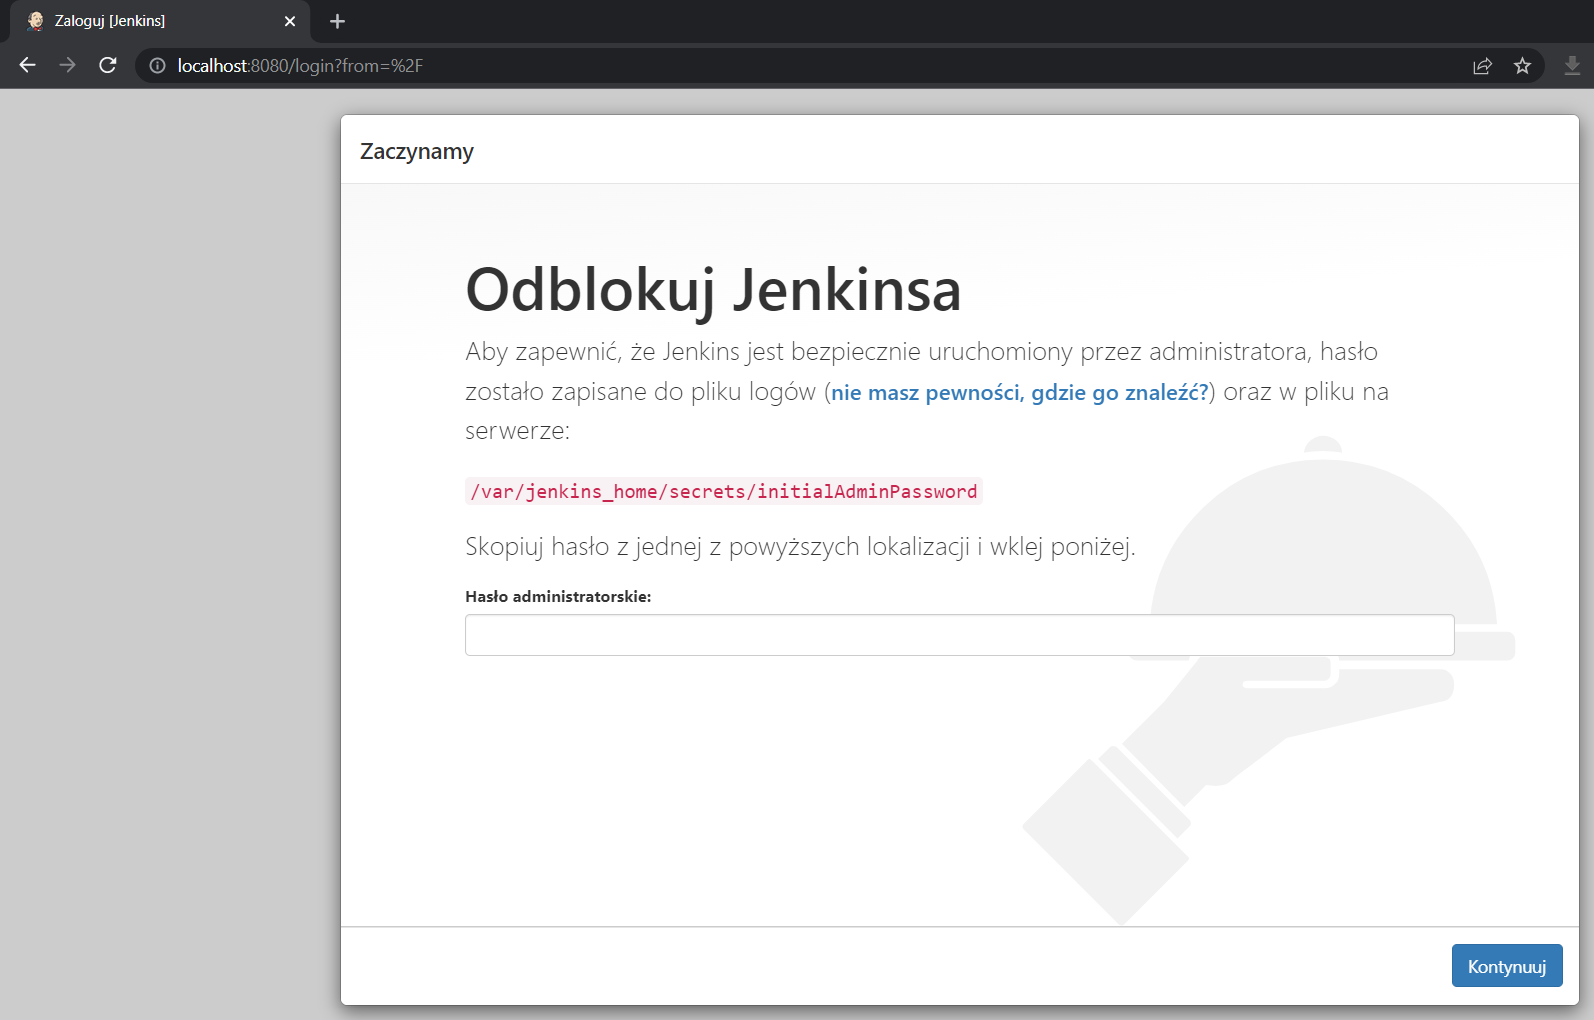 Zaloguj [Jenkins]
localhost:8080/login?from=%2F
Zaczynamy
Odblokuj Jenkinsa
Aby zapewnić, że Jenkins jest bezpiecznie uruchomiony przez administratora, hasło
zostało zapisane do pliku logów (nie masz pewności, gdzie go znaleźć?) oraz w pliku na
serwerze:
/var/jenkins_home/secrets/initialAdminPassword
Skopiuj hasło z jednej z powyższych lokalizacji i wklej poniżej.
Hasło administratorskie:
Kontynuuj